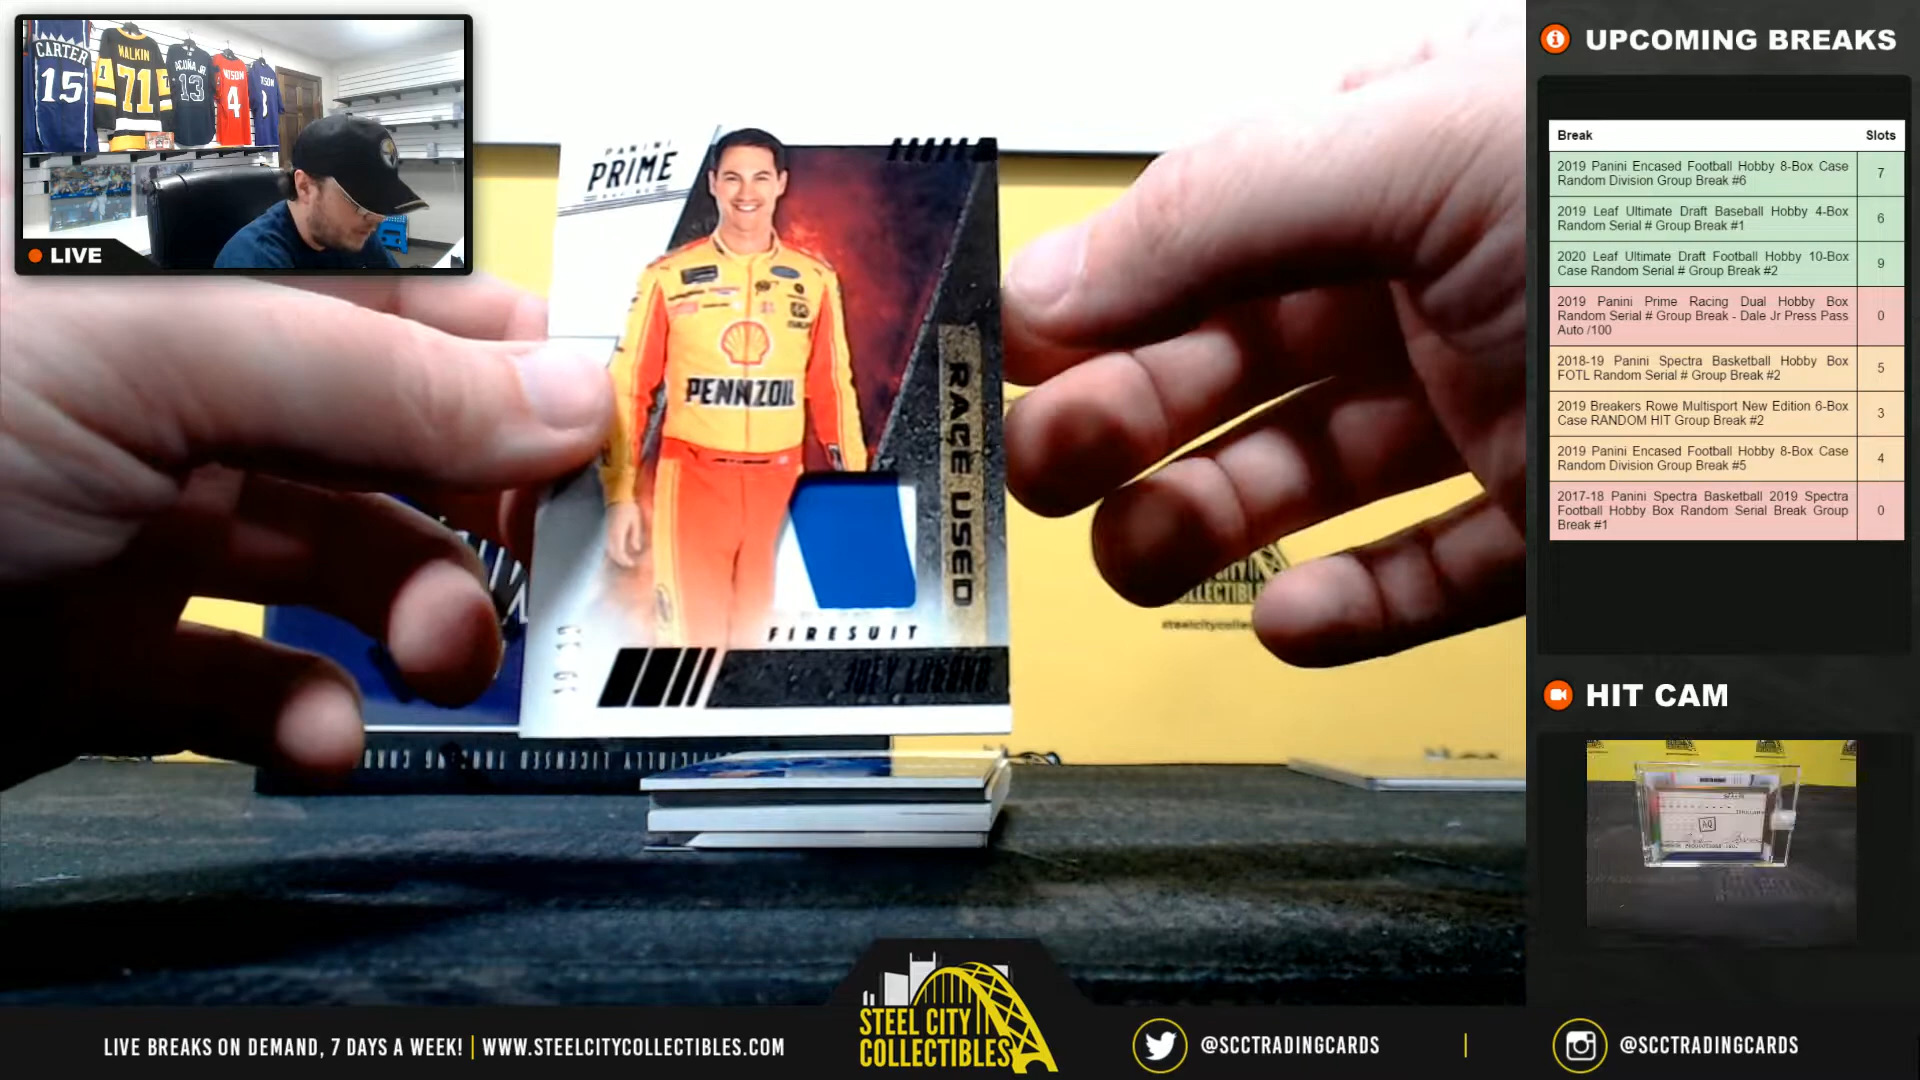 CARTER
15
MALKIN
71
ACUÑA JR.
13
4
LIVE
PANINI
PRIME
RACING
PENNZOIL
RACE USED
FIRESUIT
JOEY LOGANO
OFFICIALLY LICENSED TRADING CARDS
UPCOMING BREAKS
Break Slots
2019 Panini Encased Football Hobby 8-Box Case
Random Division Group Break #6 7
2019 Leaf Ultimate Draft Baseball Hobby 4-Box
Random Serial # Group Break #1 6
2020 Leaf Ultimate Draft Football Hobby 10-Box
Case Random Serial # Group Break #2 9
2019 Panini Prime Racing Dual Hobby Box
Random Serial # Group Break - Dale Jr Press Pass
Auto /100 0
2018-19 Panini Spectra Basketball Hobby Box
FOTL Random Serial # Group Break #2 5
2019 Breakers Rowe Multisport New Edition 6-Box
Case RANDOM HIT Group Break #2 3
2019 Panini Encased Football Hobby 8-Box Case
Random Division Group Break #5 4
2017-18 Panini Spectra Basketball 2019 Spectra
Football Hobby Box Random Serial Break Group
Break #1 0
HIT CAM
AQ
LIVE BREAKS ON DEMAND, 7 DAYS A WEEK! | WWW.STEELCITYCOLLECTIBLES.COM
STEEL CITY
COLLECTIBLES
@SCCTRADINGCARDS
@SCCTRADINGCARDS